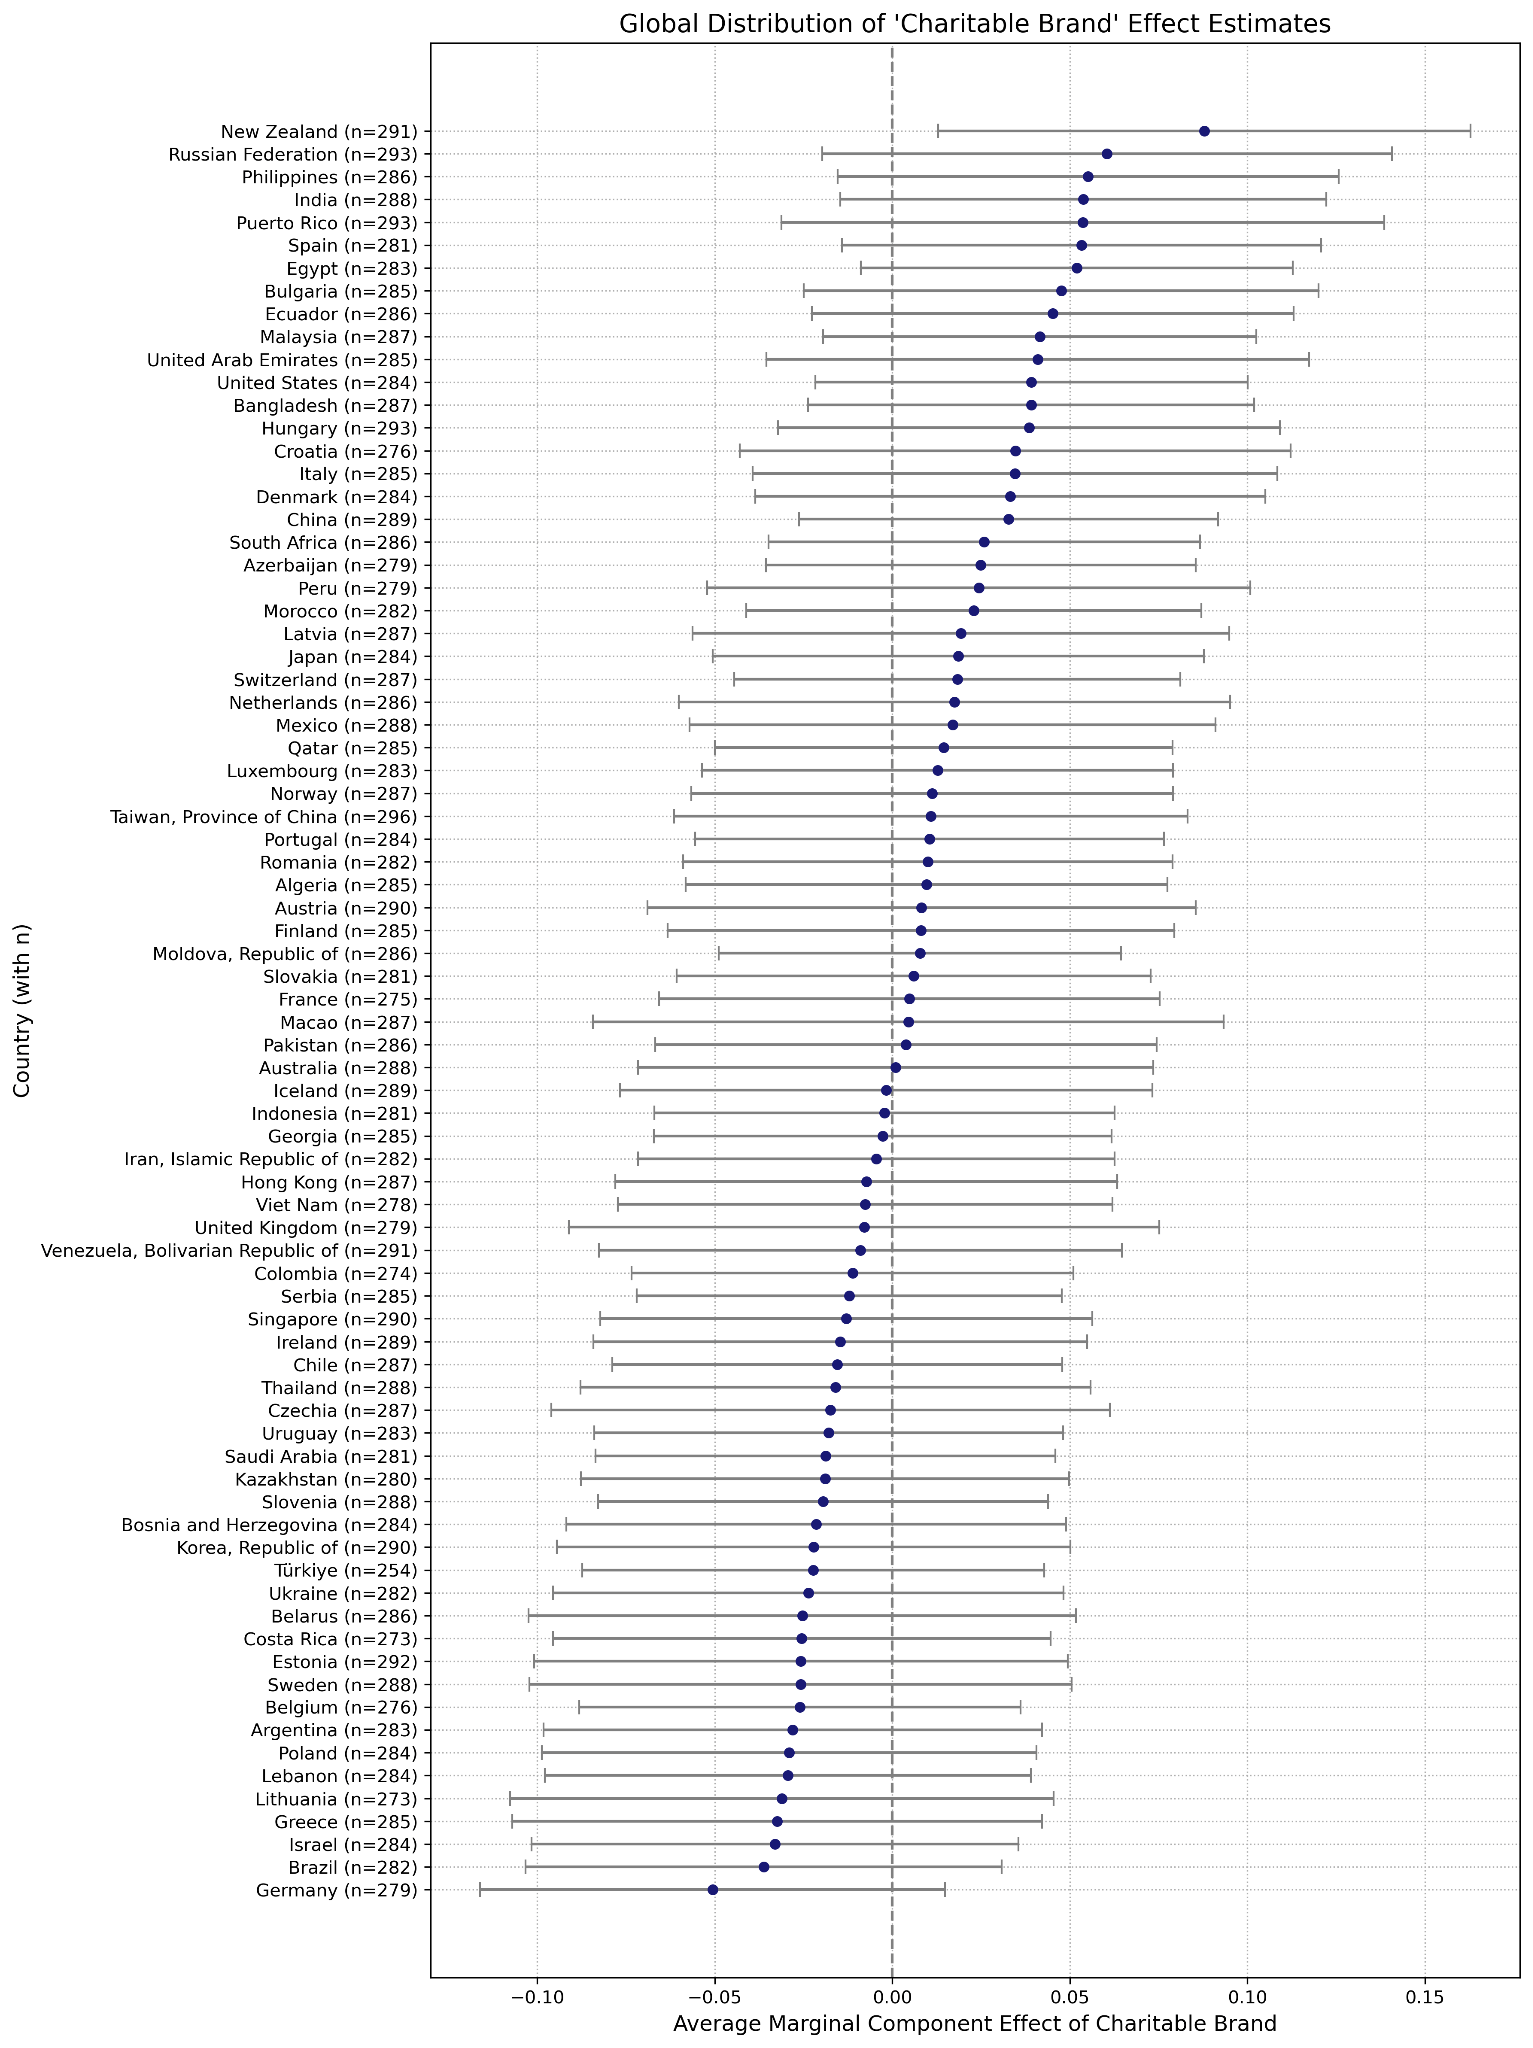 Global Distribution of 'Charitable Brand' Effect Estimates
New Zealand (n=291)
Russian Federation (n=293)
Philippines (n=286)
India (n=288)
Puerto Rico (n=293)
Spain (n=281)
Egypt (n=283)
Bulgaria (n=285)
Ecuador (n=286)
Malaysia (n=287)
United Arab Emirates (n=285)
United States (n=284)
Bangladesh (n=287)
Hungary (n=293)
Croatia (n=276)
Italy (n=285)
Denmark (n=284)
China (n=289)
South Africa (n=286)
Azerbaijan (n=279)
Peru (n=279)
Morocco (n=282)
Latvia (n=287)
Japan (n=284)
Switzerland (n=287)
Netherlands (n=286)
Mexico (n=288)
Qatar (n=285)
Luxembourg (n=283)
Norway (n=287)
Taiwan, Province of China (n=296)
Portugal (n=284)
Romania (n=282)
Algeria (n=285)
Austria (n=290)
Finland (n=285)
Moldova, Republic of (n=286)
Slovakia (n=281)
France (n=275)
Macao (n=287)
Pakistan (n=286)
Australia (n=288)
Iceland (n=289)
Indonesia (n=281)
Georgia (n=285)
Iran, Islamic Republic of (n=282)
Hong Kong (n=287)
Viet Nam (n=278)
United Kingdom (n=279)
Venezuela, Bolivarian Republic of (n=291)
Colombia (n=274)
Serbia (n=285)
Singapore (n=290)
Ireland (n=289)
Chile (n=287)
Thailand (n=288)
Czechia (n=287)
Uruguay (n=283)
Saudi Arabia (n=281)
Kazakhstan (n=280)
Slovenia (n=288)
Bosnia and Herzegovina (n=284)
Korea, Republic of (n=290)
Türkiye (n=254)
Ukraine (n=282)
Belarus (n=286)
Costa Rica (n=273)
Estonia (n=292)
Sweden (n=288)
Belgium (n=276)
Argentina (n=283)
Poland (n=284)
Lebanon (n=284)
Lithuania (n=273)
Greece (n=285)
Israel (n=284)
Brazil (n=282)
Germany (n=279)
Country (with n)
−0.10 −0.05 0.00 0.05 0.10 0.15
Average Marginal Component Effect of Charitable Brand